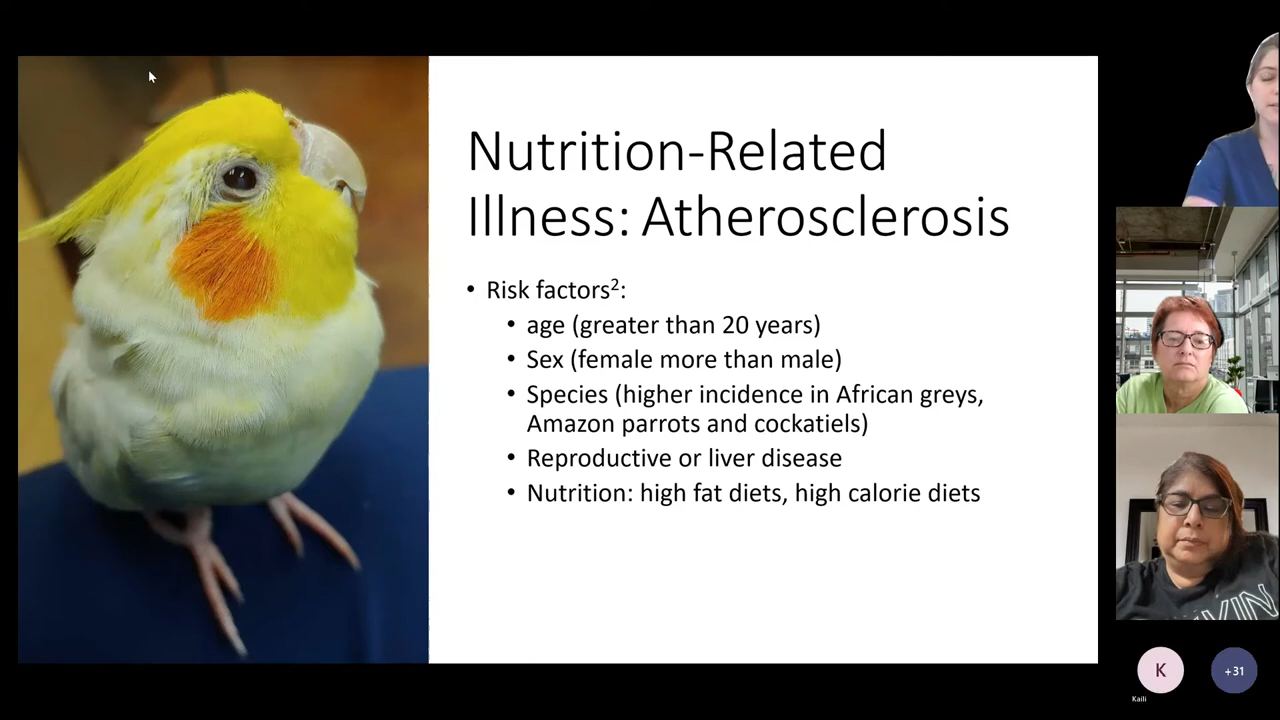 Nutrition-Related
Illness: Atherosclerosis
• Risk factors²:
• age (greater than 20 years)
• Sex (female more than male)
• Species (higher incidence in African greys,
Amazon parrots and cockatiels)
• Reproductive or liver disease
• Nutrition: high fat diets, high calorie diets
K
+31
Kaili